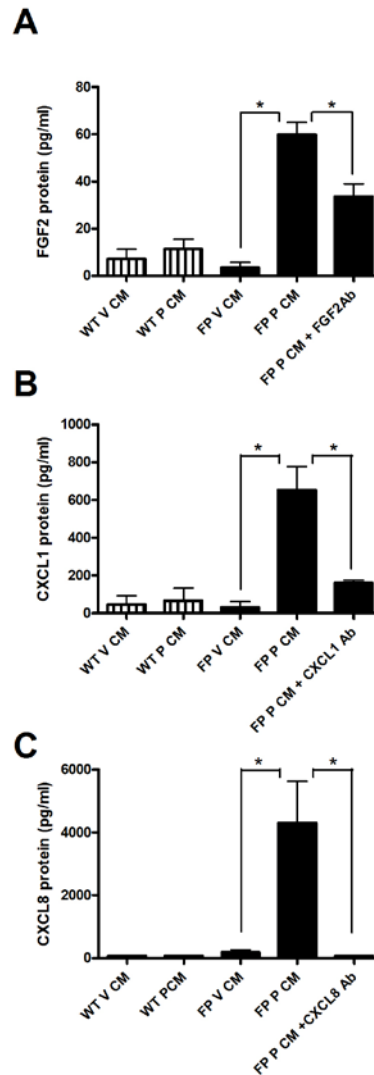 A
FGF2 protein (pg/ml)
80
60
40
20
0
* *
WT V CM
WT P CM
FP V CM
FP P CM
FP P CM + FGF2Ab
B
CXCL1 protein (pg/ml)
1000
800
600
400
200
0
* *
WT V CM
WT P CM
FP V CM
FP P CM
FP P CM + CXCL1 Ab
C
CXCL8 protein (pg/ml)
6000
4000
2000
0
* *
WT V CM
WT PCM
FP V CM
FP P CM
FP P CM +CXCL8 Ab